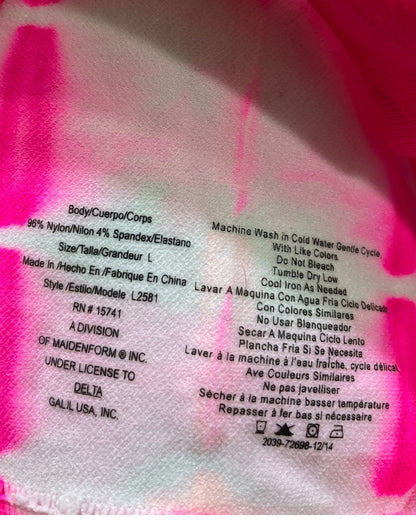 Body/Cuerpo/Corps
96% Nylon/Nilon 4% Spandex/Elastano
Size/Talla/Grandeur L
Made In /Hecho En /Fabrique En China
Style /Estilo/Modele L2581
RN # 15741
A DIVISION
OF MAIDENFORM ® INC.
UNDER LICENSE TO
DELTA
GALIL USA, INC.
Machine Wash in Cold Water Gentle Cycle,
With Like Colors
Do Not Bleach
Tumble Dry Low
Cool Iron As Needed
Lavar A Maquina Con Agua Fria Ciclo Delicado
Con Colores Similares
No Usar Blanqueador
Secar A Maquina Ciclo Lento
Plancha Fria Si Se Necesita
Laver à la machine à l'eau fraîche, cycle délicat
Ave Couleurs Similaires
Ne pas javelliser
Sécher à la machine basser tampérature
Repasser à fer bas si nécessaire
2039-72698-12/14